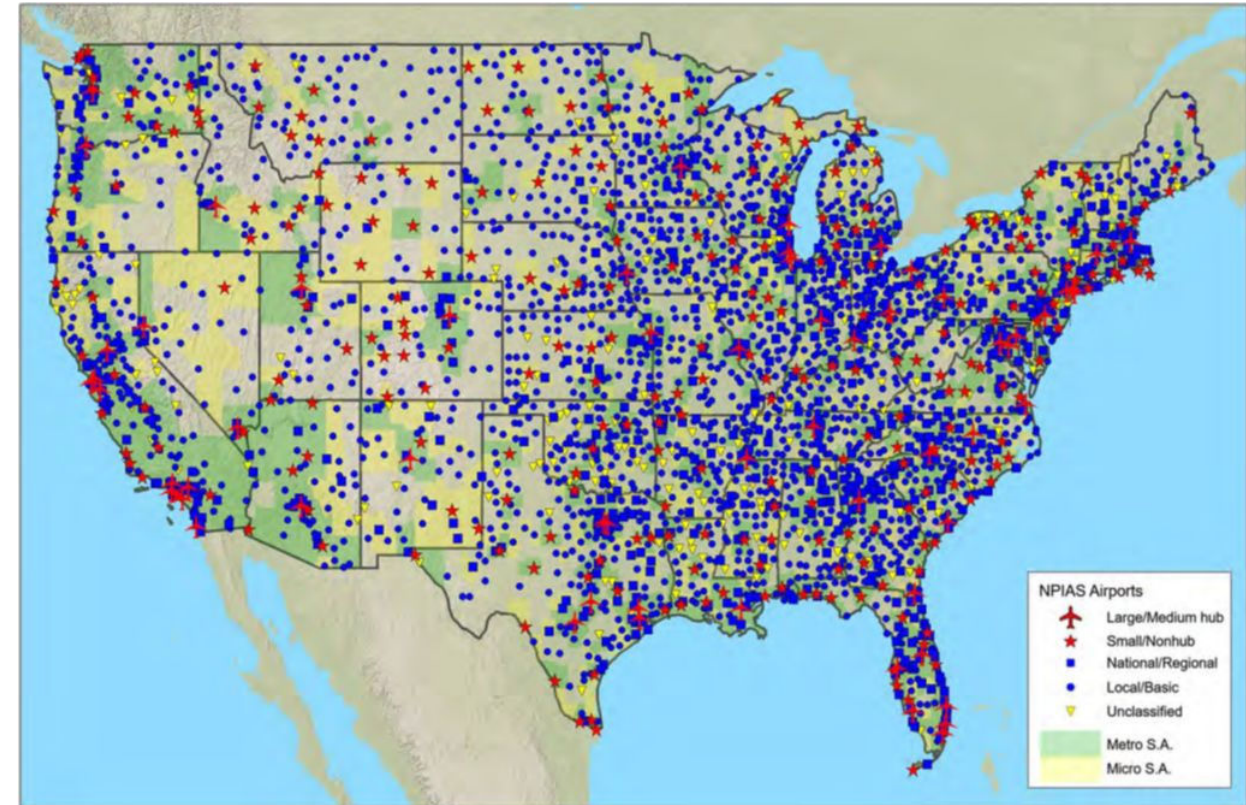 NPIAS Airports
Large/Medium hub
Small/Nonhub
National/Regional
Local/Basic
Unclassified
Metro S.A.
Micro S.A.